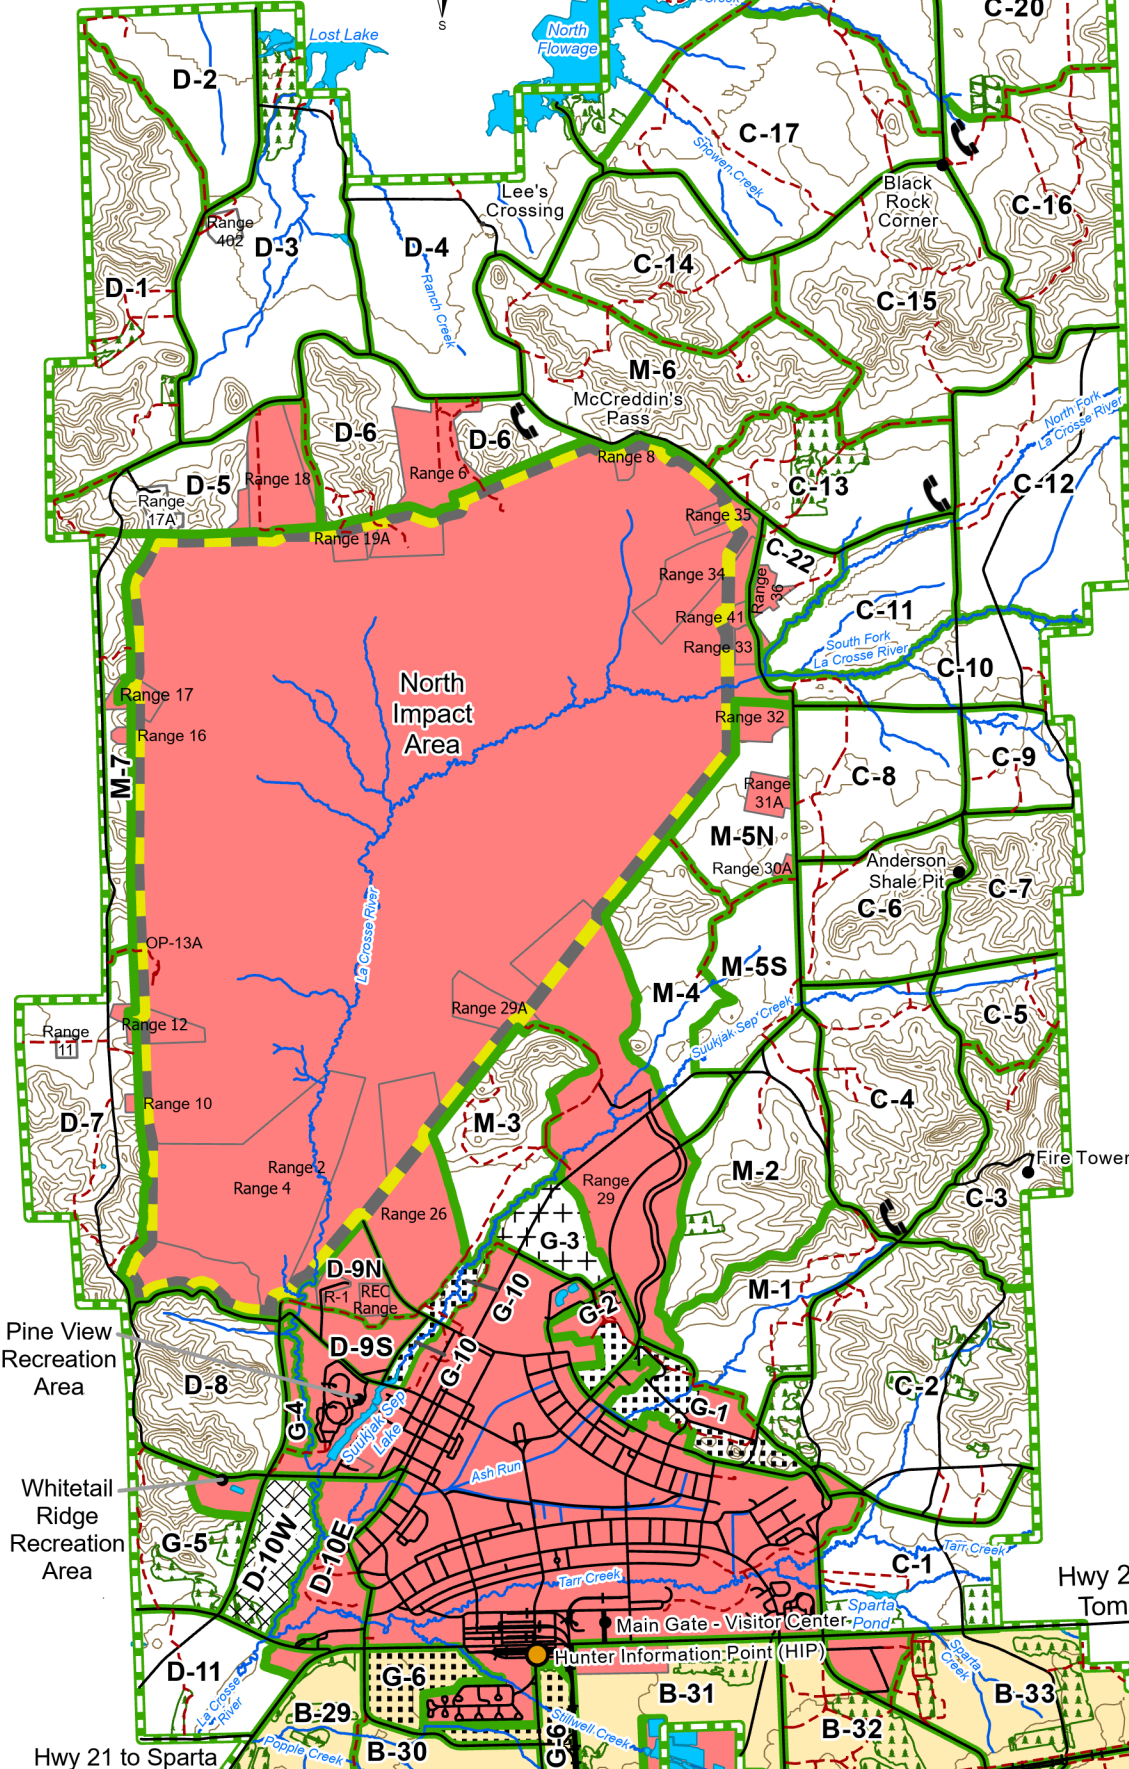 Creek
C-20
S
Lost Lake
North
Flowage
D-2
C-17
Showen Creek
Lee's
Crossing
Black
Rock
Corner
C-16
Range
402
D-3
D-4
C-14
D-1
Ranch Creek
C-15
M-6
McCreddin's
Pass
North Fork
La Crosse River
D-6
D-6
Range 8
Range 18
Range 6
D-5
Range
17A
C-13
C-12
Range 35
Range 19A
C-22
Range 34
Range
36
Range 41
C-11
Range 33
South Fork
La Crosse River
C-10
North
Impact
Area
Range 17
Range 32
Range 16
M-7
C-9
C-8
Range
31A
M-5N
Range 30A
Anderson
Shale Pit
C-7
C-6
OP-13A
La Crosse River
M-5S
M-4
Range 29A
Suukjak Sep Creek
C-5
Range 12
Range
11
Range 10
D-7
M-3
C-4
Fire Tower
Range 2
Range 4
Range
29
M-2
C-3
Range 26
G-3
D-9N
R-1
REC
Range
G-10
G-2
M-1
Pine View
Recreation
Area
D-9S
G-10
D-8
C-2
G-4
Suukjak Sep
Lake
G-1
Ash Run
Whitetail
Ridge
Recreation
Area
G-5
D-10W
D-10E
Tarr Creek
C-1
Tarr Creek
Hwy 2
Tom
Sparta
Pond
Main Gate - Visitor Center
Hunter Information Point (HIP)
Sparta
Creek
D-11
La Crosse
River
G-6
B-31
B-33
B-29
Stillwell Creek
B-32
G-6
Popple Creek
B-30
Hwy 21 to Sparta